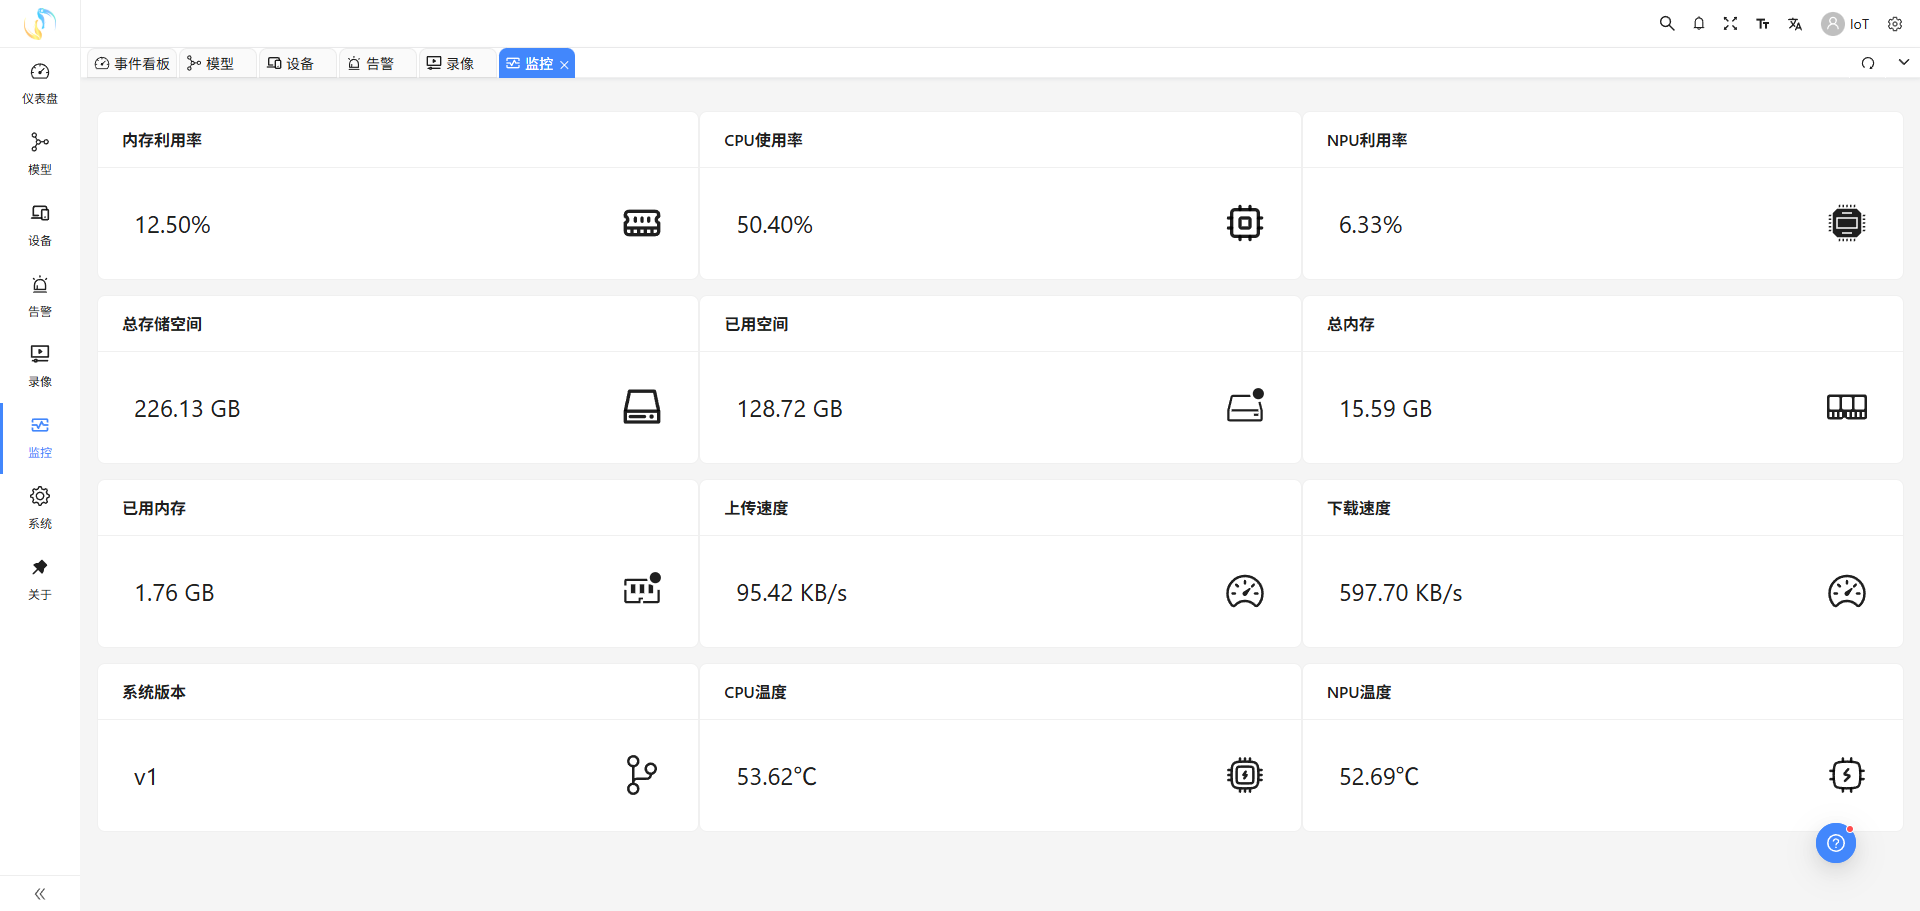 IoT
事件看板
模型
设备
告警
录像
监控
仪表盘
模型
设备
告警
录像
监控
系统
关于
内存利用率
12.50%
CPU使用率
50.40%
NPU利用率
6.33%
总存储空间
226.13 GB
已用空间
128.72 GB
总内存
15.59 GB
已用内存
1.76 GB
上传速度
95.42 KB/s
下载速度
597.70 KB/s
系统版本
v1
CPU温度
53.62°C
NPU温度
52.69°C